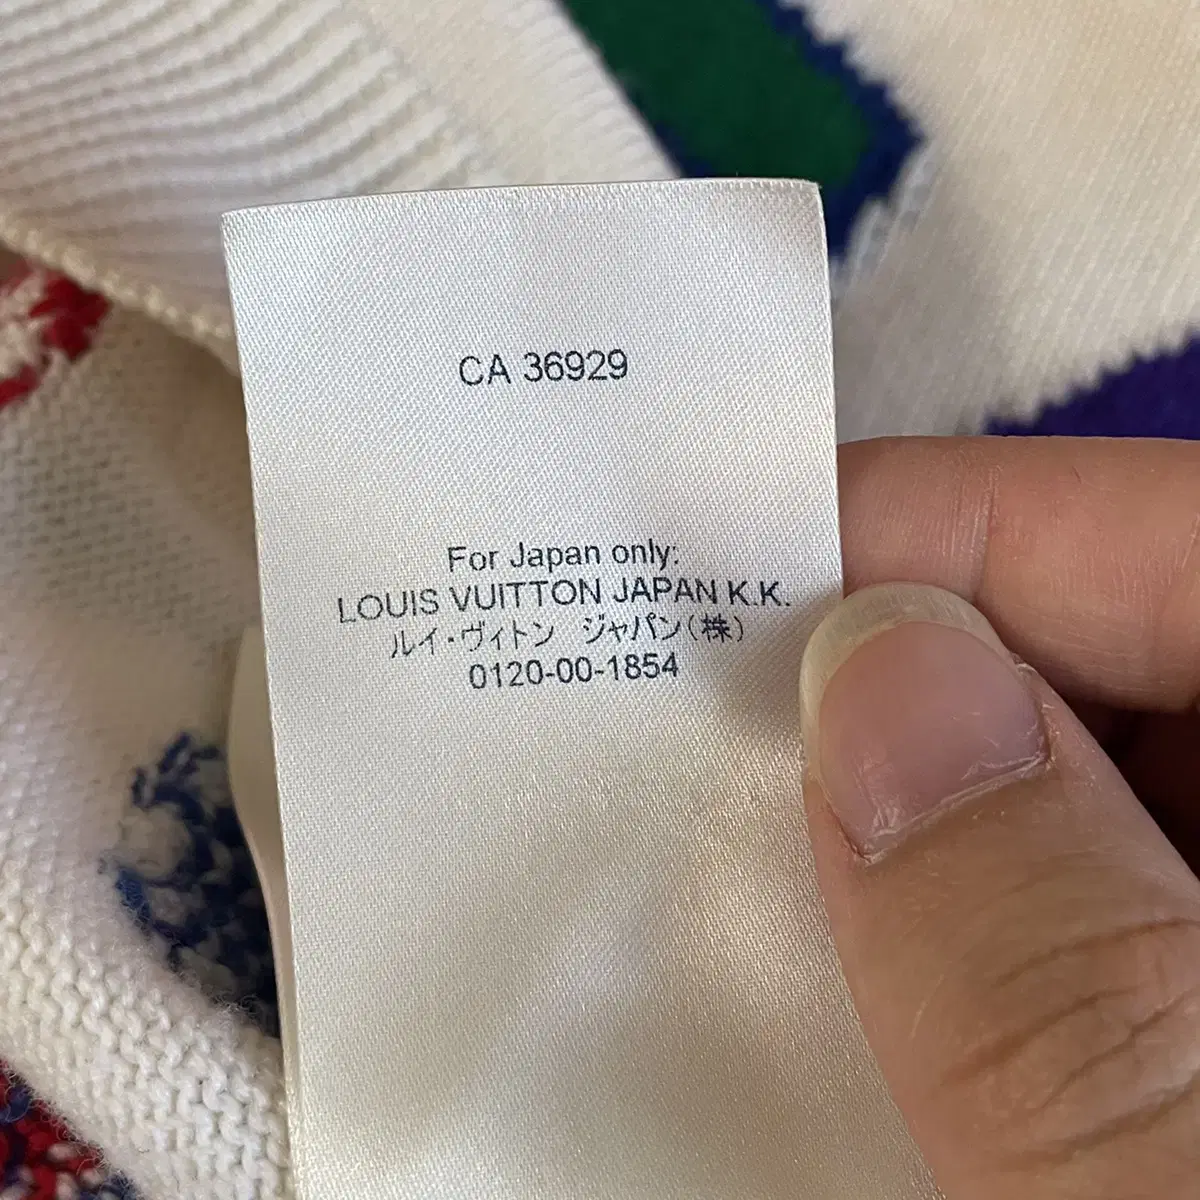 CA 36929
For Japan only:
LOUIS VUITTON JAPAN K.K.
ルイ・ヴィトン ジャパン(株)
0120-00-1854